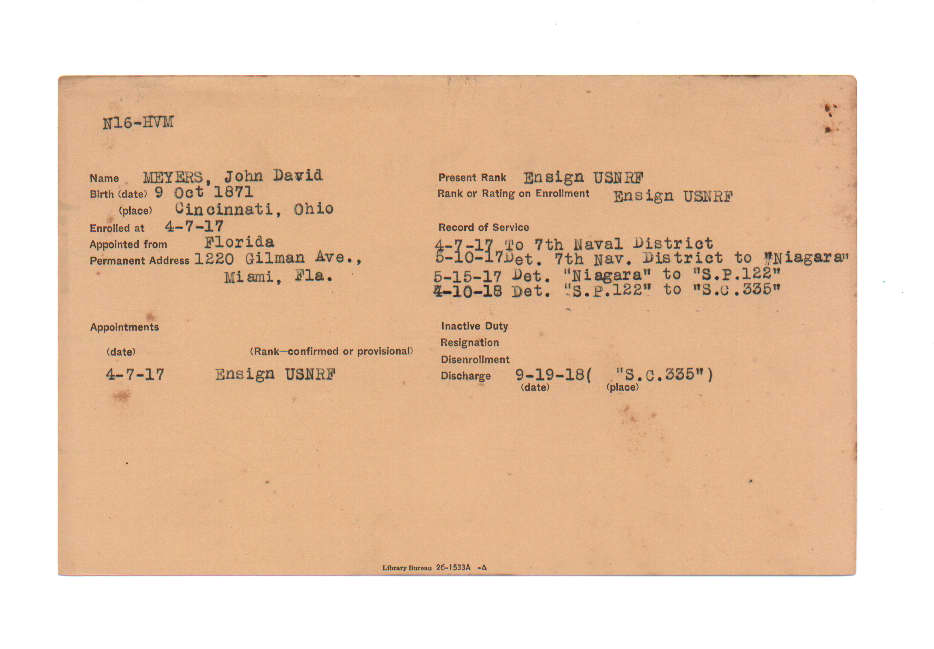 N16-HVM
Name MEYERS, John David
Birth (date) 9 Oct 1871
(place) Cincinnati, Ohio
Enrolled at 4-7-17
Appointed from Florida
Permanent Address 1220 Gilman Ave.,
Miami, Fla.
Appointments
(date) (Rank—confirmed or provisional)
4-7-17 Ensign USNRF
Present Rank Ensign USNRF
Rank or Rating on Enrollment Ensign USNRF
Record of Service
4-7-17 To 7th Naval District
5-10-17 Det. 7th Nav. District to "Niagara"
5-15-17 Det. "Niagara" to "S.P.122"
4-10-18 Det. "S.P.122" to "S.C.335"
Inactive Duty
Resignation
Disenrollment
Discharge 9-19-18( "S.C.335")
(date) (place)
Library Bureau 26-1533A -Δ